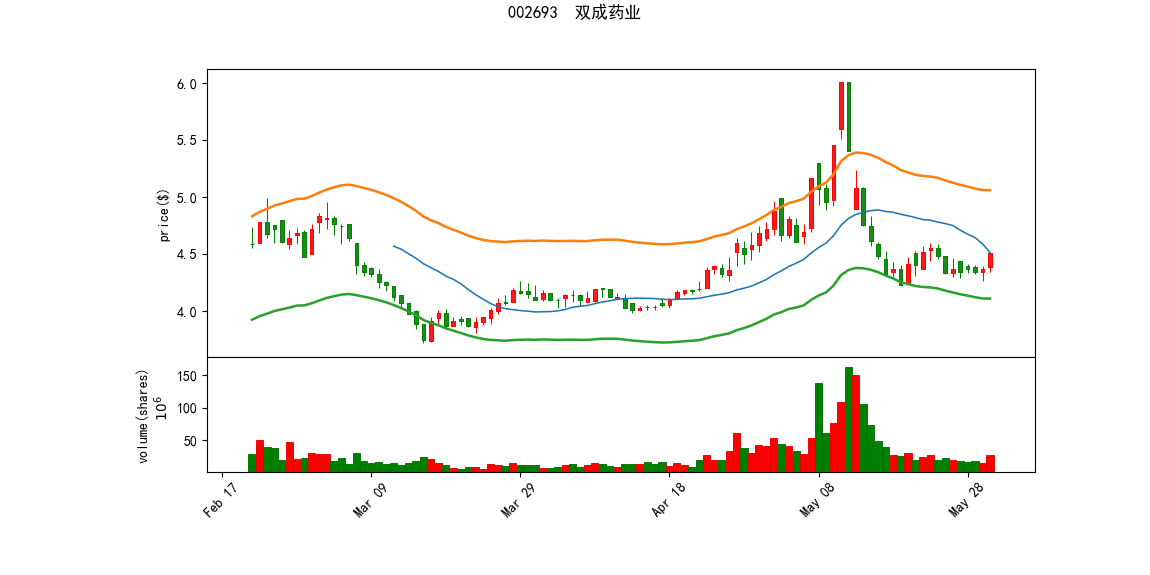 002693 双成药业
price($)
6.0
5.5
5.0
4.5
4.0
volume(shares)
10^6
150
100
50
Feb 17
Mar 09
Mar 29
Apr 18
May 08
May 28